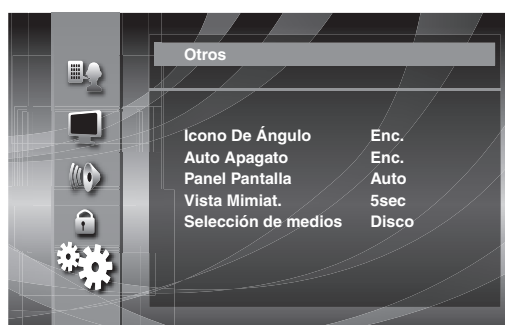 Otros
Icono De Ángulo Enc.
Auto Apagato Enc.
Panel Pantalla Auto
Vista Mimiat. 5sec
Selección de medios Disco